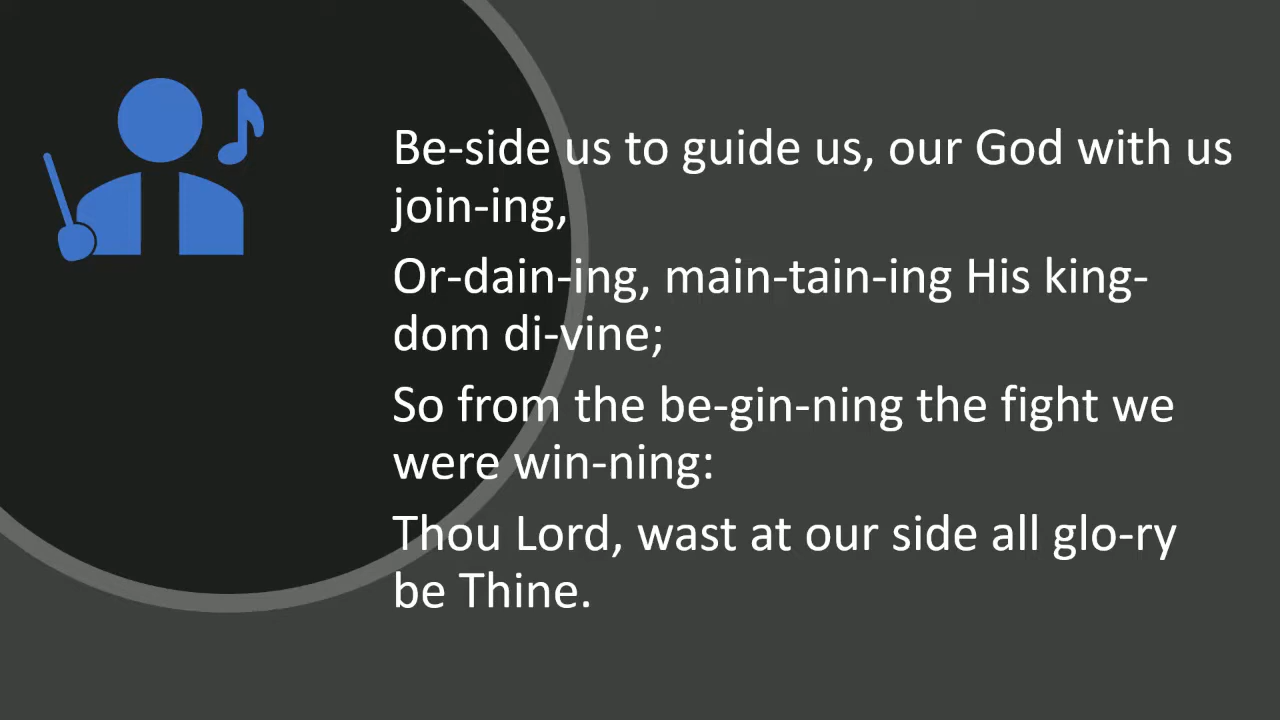 Be-side us to guide us, our God with us
join-ing,
Or-dain-ing, main-tain-ing His king-
dom di-vine;
So from the be-gin-ning the fight we
were win-ning:
Thou Lord, wast at our side all glo-ry
be Thine.